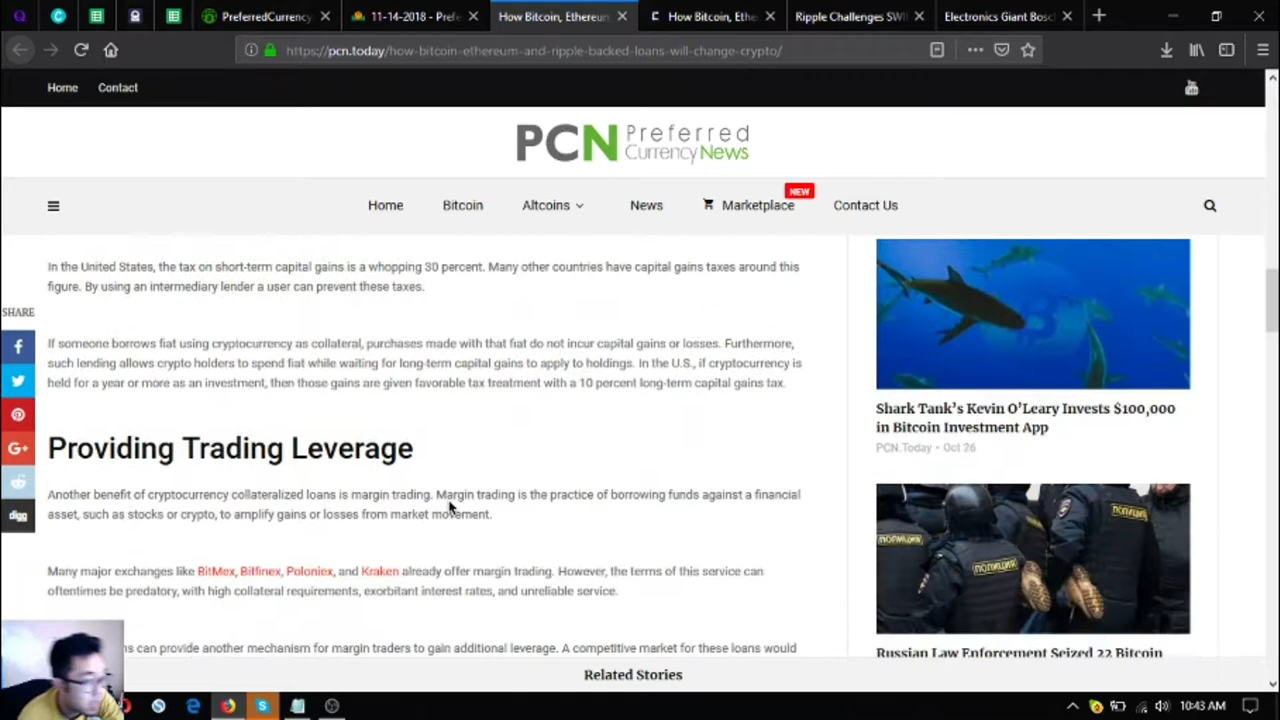 PreferredCurrency
11-14-2018 - Prefe
How Bitcoin, Ethereum
How Bitcoin, Ethe
Ripple Challenges SWI
Electronics Giant Bosc
https://pcn.today/how-bitcoin-ethereum-and-ripple-backed-loans-will-change-crypto/
Home Contact
PCN Preferred
CurrencyNews
NEW
Home Bitcoin Altcoins News Marketplace Contact Us
In the United States, the tax on short-term capital gains is a whopping 30 percent. Many other countries have capital gains taxes around this
figure. By using an intermediary lender a user can prevent these taxes.
SHARE
If someone borrows fiat using cryptocurrency as collateral, purchases made with that fiat do not incur capital gains or losses. Furthermore,
such lending allows crypto holders to spend fiat while waiting for long-term capital gains to apply to holdings. In the U.S., if cryptocurrency is
held for a year or more as an investment, then those gains are given favorable tax treatment with a 10 percent long-term capital gains tax.
Providing Trading Leverage
Another benefit of cryptocurrency collateralized loans is margin trading. Margin trading is the practice of borrowing funds against a financial
asset, such as stocks or crypto, to amplify gains or losses from market movement.
digg
Many major exchanges like BitMex, Bitfinex, Poloniex, and Kraken already offer margin trading. However, the terms of this service can
oftentimes be predatory, with high collateral requirements, exorbitant interest rates, and unreliable service.
can provide another mechanism for margin traders to gain additional leverage. A competitive market for these loans would
Shark Tank's Kevin O'Leary Invests $100,000
in Bitcoin Investment App
PCN.Today - Oct 26
ПОЛИЦИЯ
ПОЛИЦИЯ
Russian Law Enforcement Seized 22 Bitcoin
Related Stories
10:43 AM